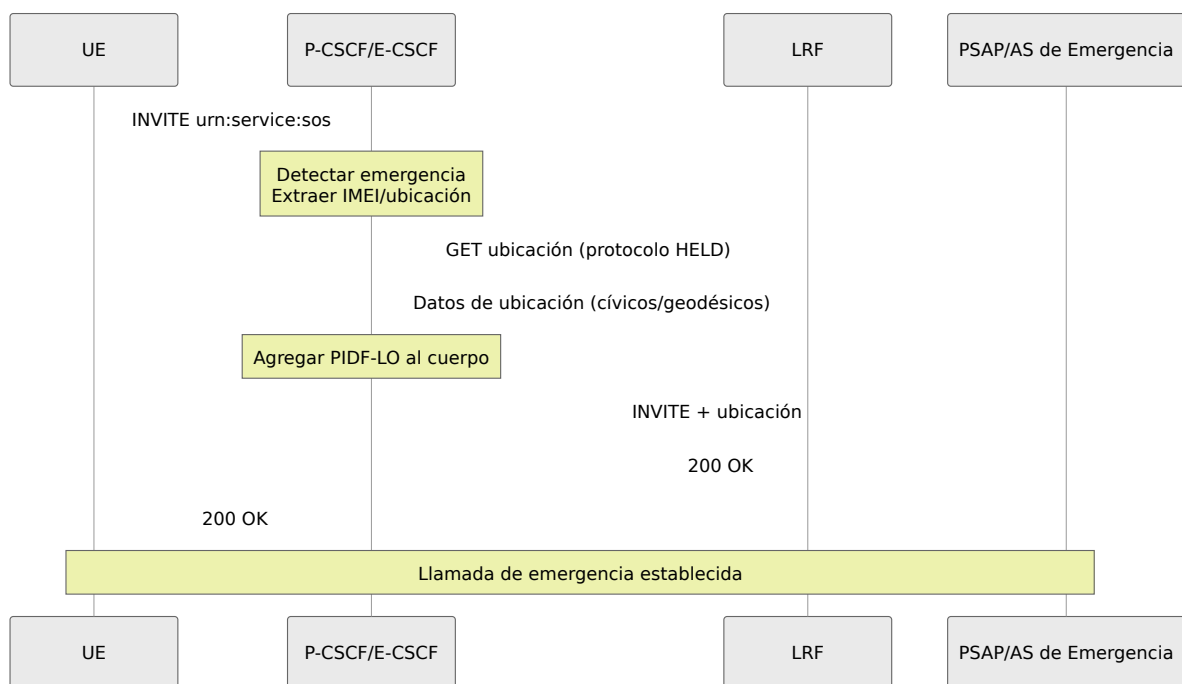 UE
P-CSCF/E-CSCF
LRF
PSAP/AS de Emergencia
INVITE urn:service:sos
Detectar emergencia
Extraer IMEI/ubicación
GET ubicación (protocolo HELD)
Datos de ubicación (cívicos/geodésicos)
Agregar PIDF-LO al cuerpo
INVITE + ubicación
200 OK
200 OK
Llamada de emergencia establecida
UE
P-CSCF/E-CSCF
LRF
PSAP/AS de Emergencia